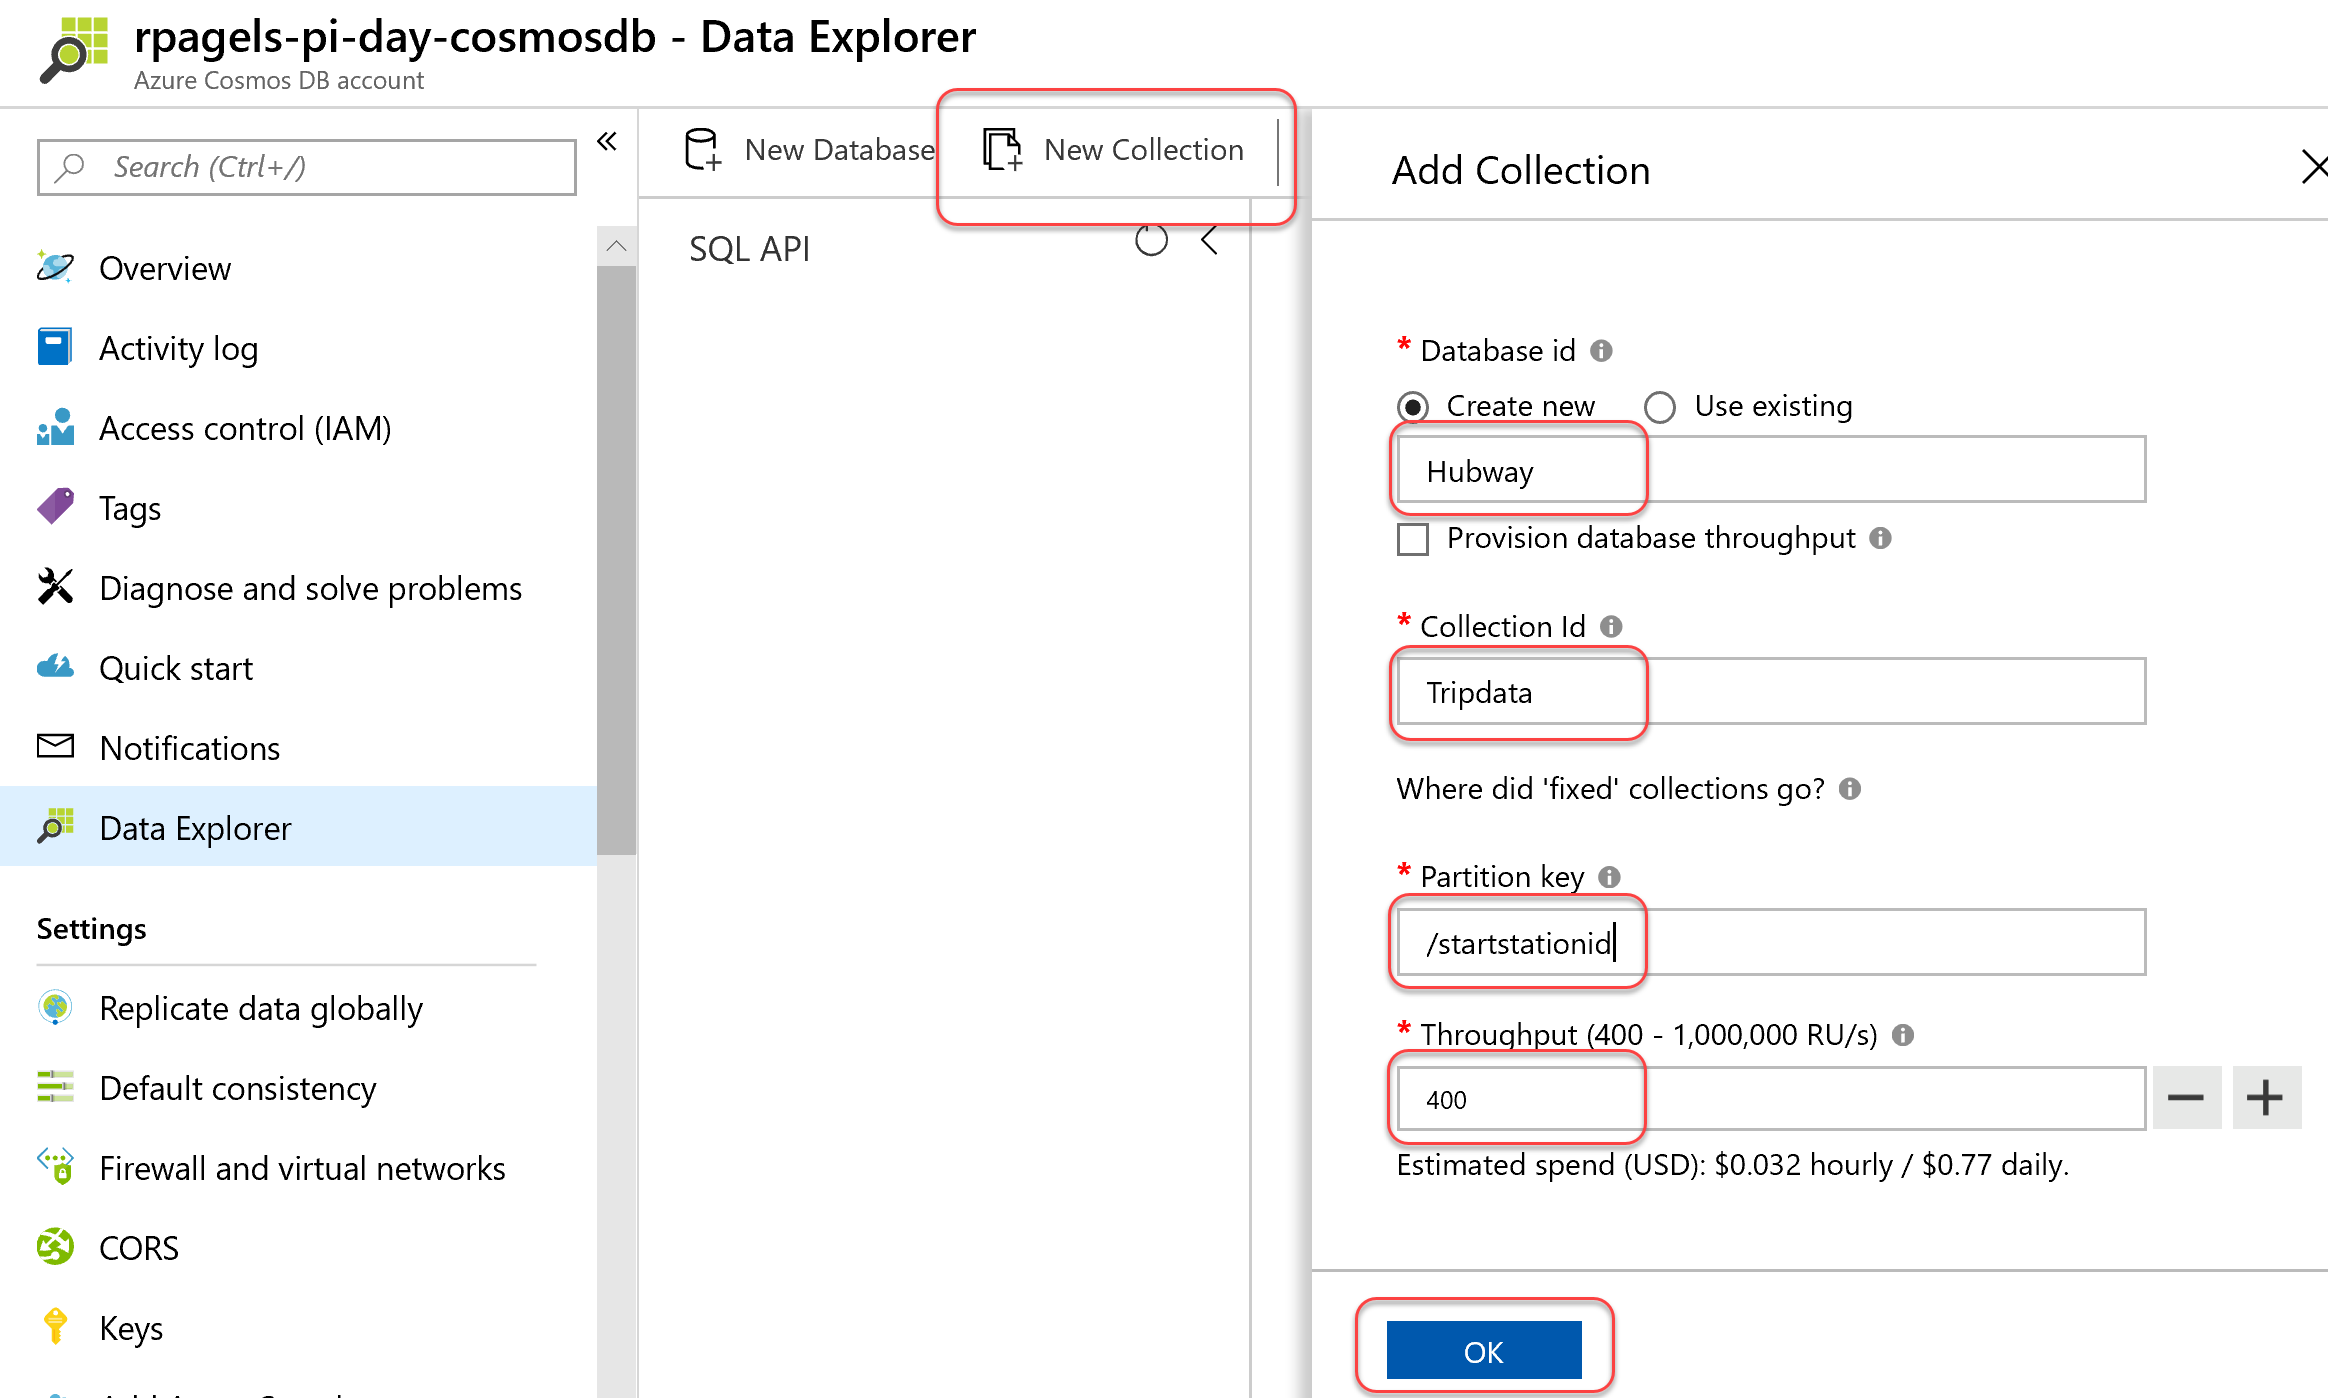 rpagels-pi-day-cosmosdb - Data Explorer
Azure Cosmos DB account
Search (Ctrl+/)
Overview
Activity log
Access control (IAM)
Tags
Diagnose and solve problems
Quick start
Notifications
Data Explorer
Settings
Replicate data globally
Default consistency
Firewall and virtual networks
CORS
Keys
New Database
New Collection
SQL API
Add Collection
* Database id
Create new
Use existing
Hubway
Provision database throughput
* Collection Id
Tripdata
Where did 'fixed' collections go?
* Partition key
/startstationid
* Throughput (400 - 1,000,000 RU/s)
400
Estimated spend (USD): $0.032 hourly / $0.77 daily.
OK